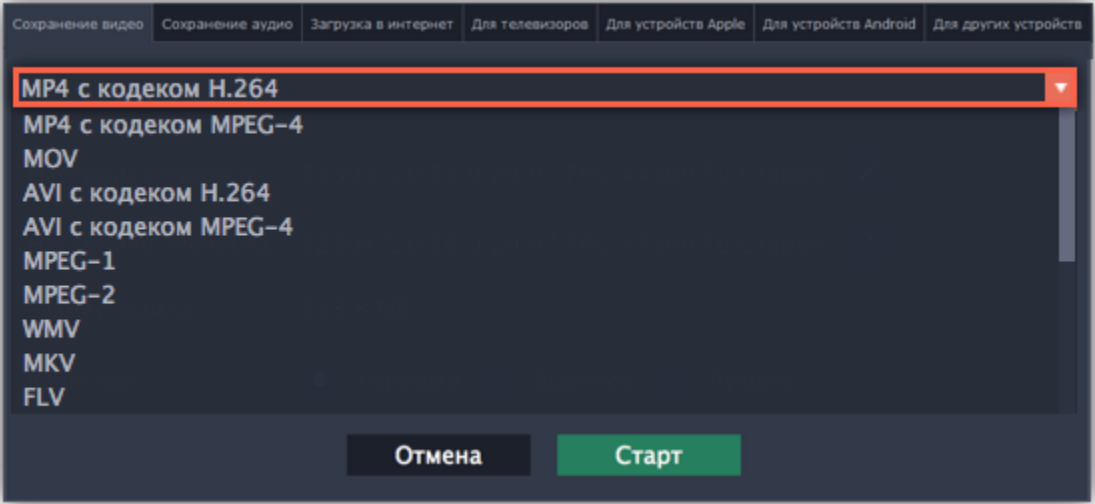 Сохранение видео Сохранение аудио Загрузка в интернет Для телевизоров Для устройств Apple Для устройств Android Для других устройств
MP4 с кодеком H.264
MP4 с кодеком MPEG-4
MOV
AVI с кодеком H.264
AVI с кодеком MPEG-4
MPEG-1
MPEG-2
WMV
MKV
FLV
Отмена Старт